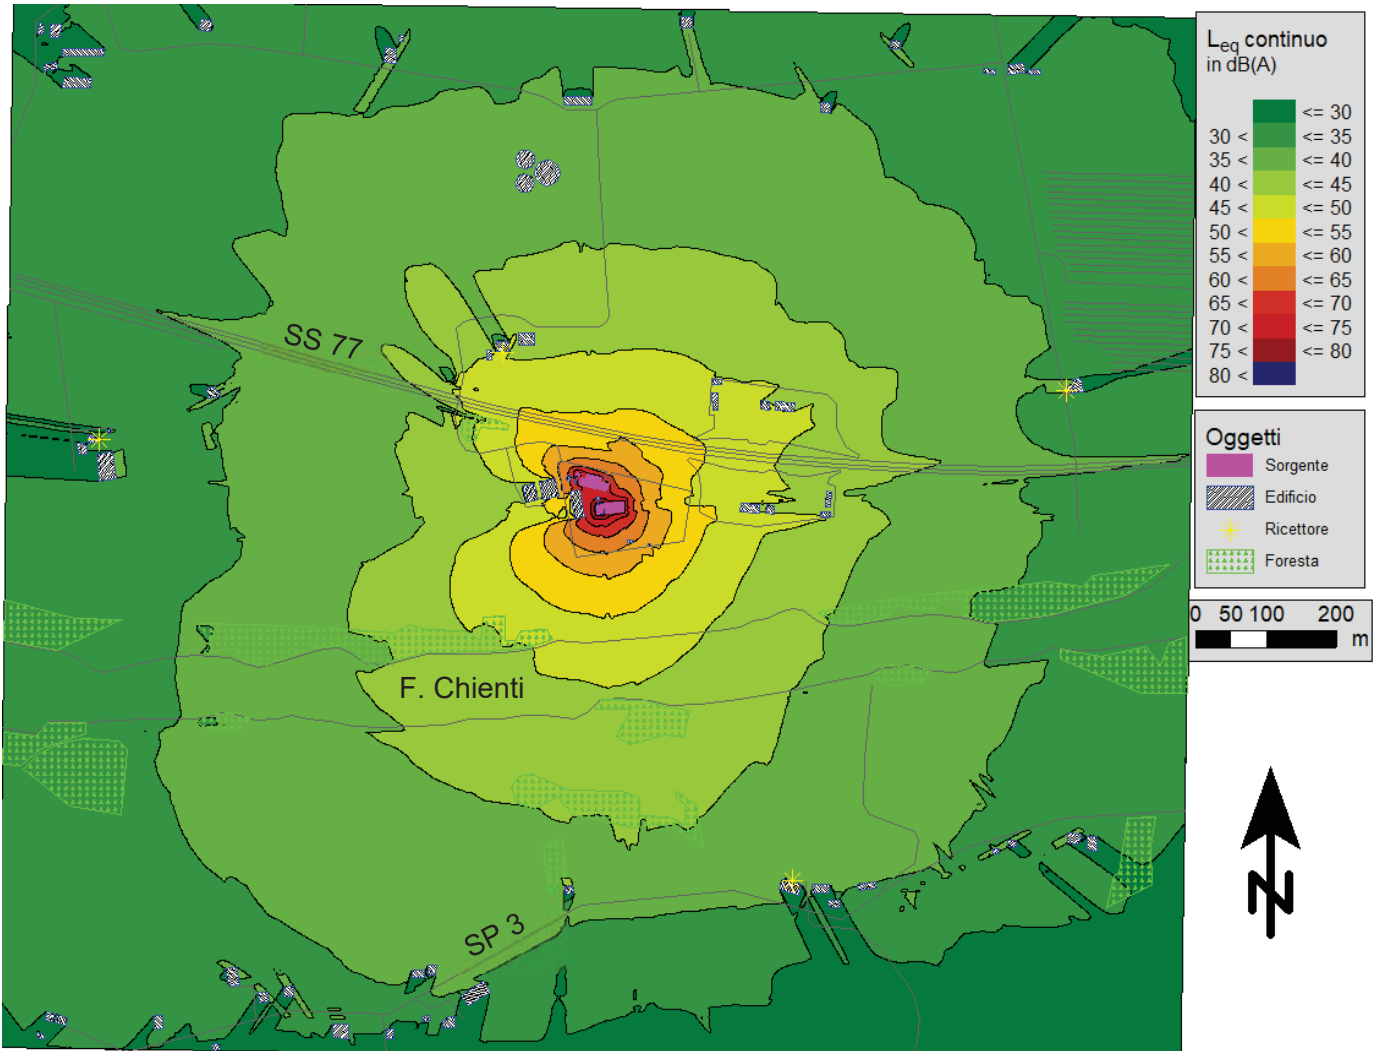 L_eq continuo
in dB(A)
<= 30
30 < <= 35
35 < <= 40
40 < <= 45
45 < <= 50
50 < <= 55
55 < <= 60
60 < <= 65
65 < <= 70
70 < <= 75
75 < <= 80
80 <
Oggetti
Sorgente
Edificio
Ricettore
Foresta
0 50 100 200
m
SS 77
F. Chienti
SP 3
N